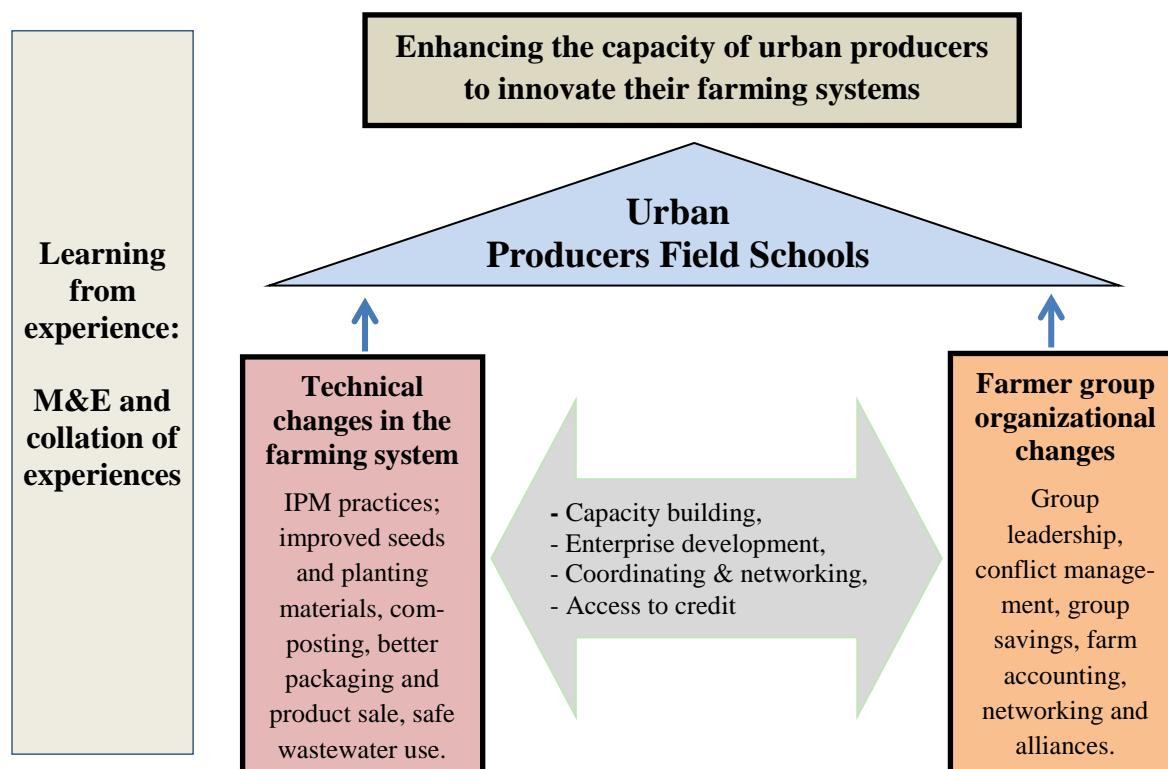 Enhancing the capacity of urban producers
to innovate their farming systems
Urban
Producers Field Schools
Learning
from
experience:
M&E and
collation of
experiences
Technical
changes in the
farming system
IPM practices;
improved seeds
and planting
materials, com-
posting, better
packaging and
product sale, safe
wastewater use.
- Capacity building,
- Enterprise development,
- Coordinating & networking,
- Access to credit
Farmer group
organizational
changes
Group
leadership,
conflict manage-
ment, group
savings, farm
accounting,
networking and
alliances.